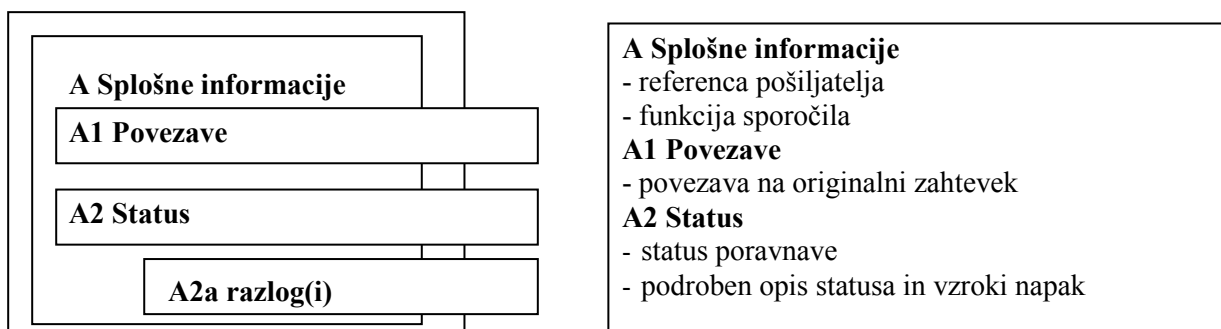 A Splošne informacije
A1 Povezave
A2 Status
A2a razlog(i)
A Splošne informacije
- referenca pošiljatelja
- funkcija sporočila
A1 Povezave
- povezava na originalni zahtevek
A2 Status
- status poravnave
- podroben opis statusa in vzroki napak